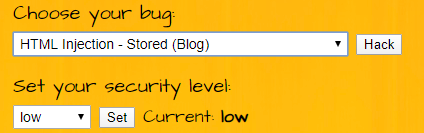 Choose your bug:
HTML Injection - Stored (Blog) Hack
Set your security level:
low Set Current: low